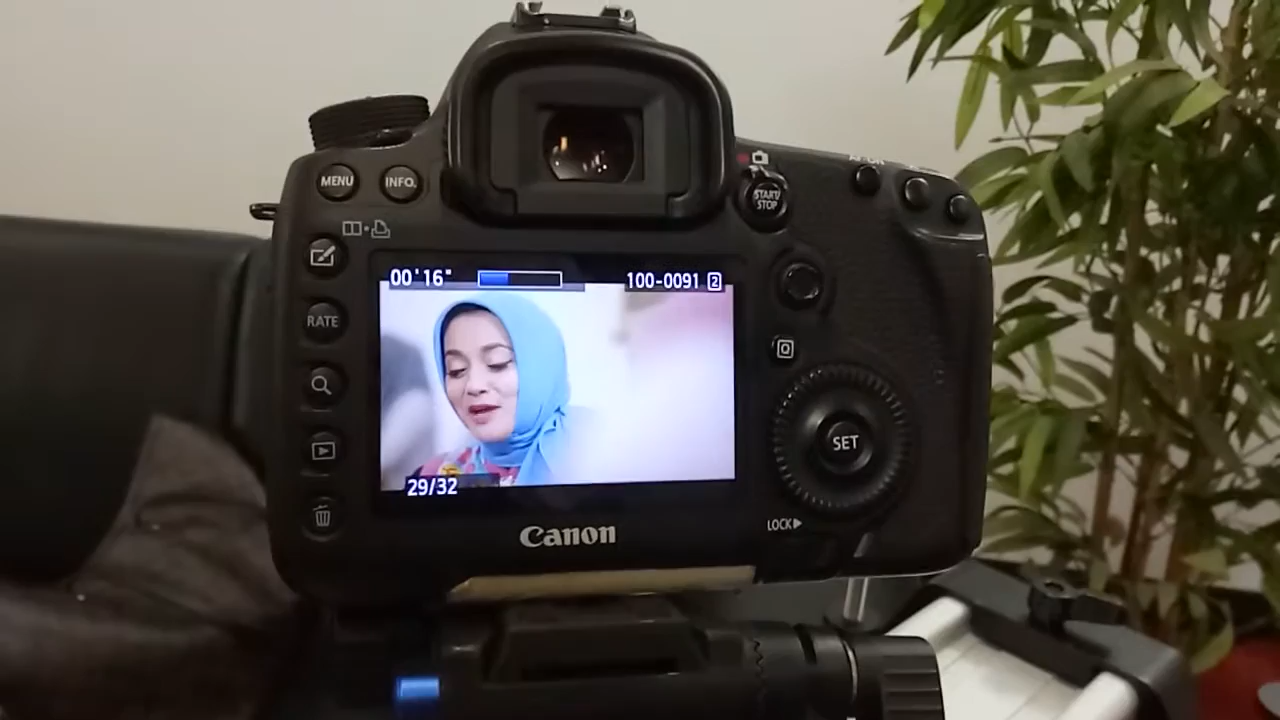 MENU
INFO.
START/
STOP
RATE
00'16"
100-0091 2
Q
SET
29/32
LOCK
Canon